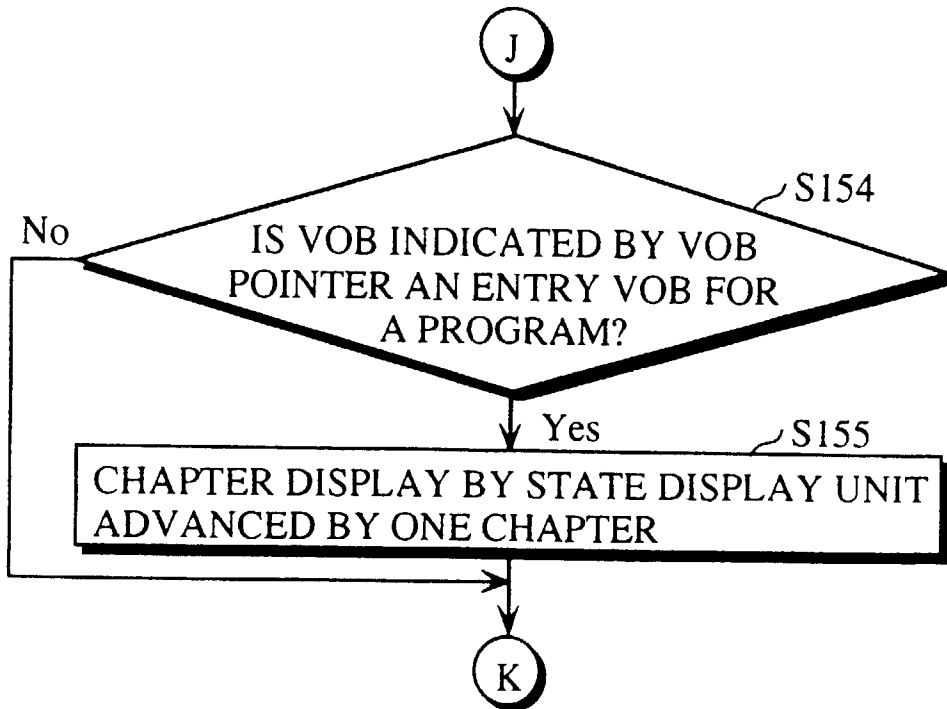 J
S154
No
IS VOB INDICATED BY VOB
POINTER AN ENTRY VOB FOR
A PROGRAM?
Yes
S155
CHAPTER DISPLAY BY STATE DISPLAY UNIT
ADVANCED BY ONE CHAPTER
K